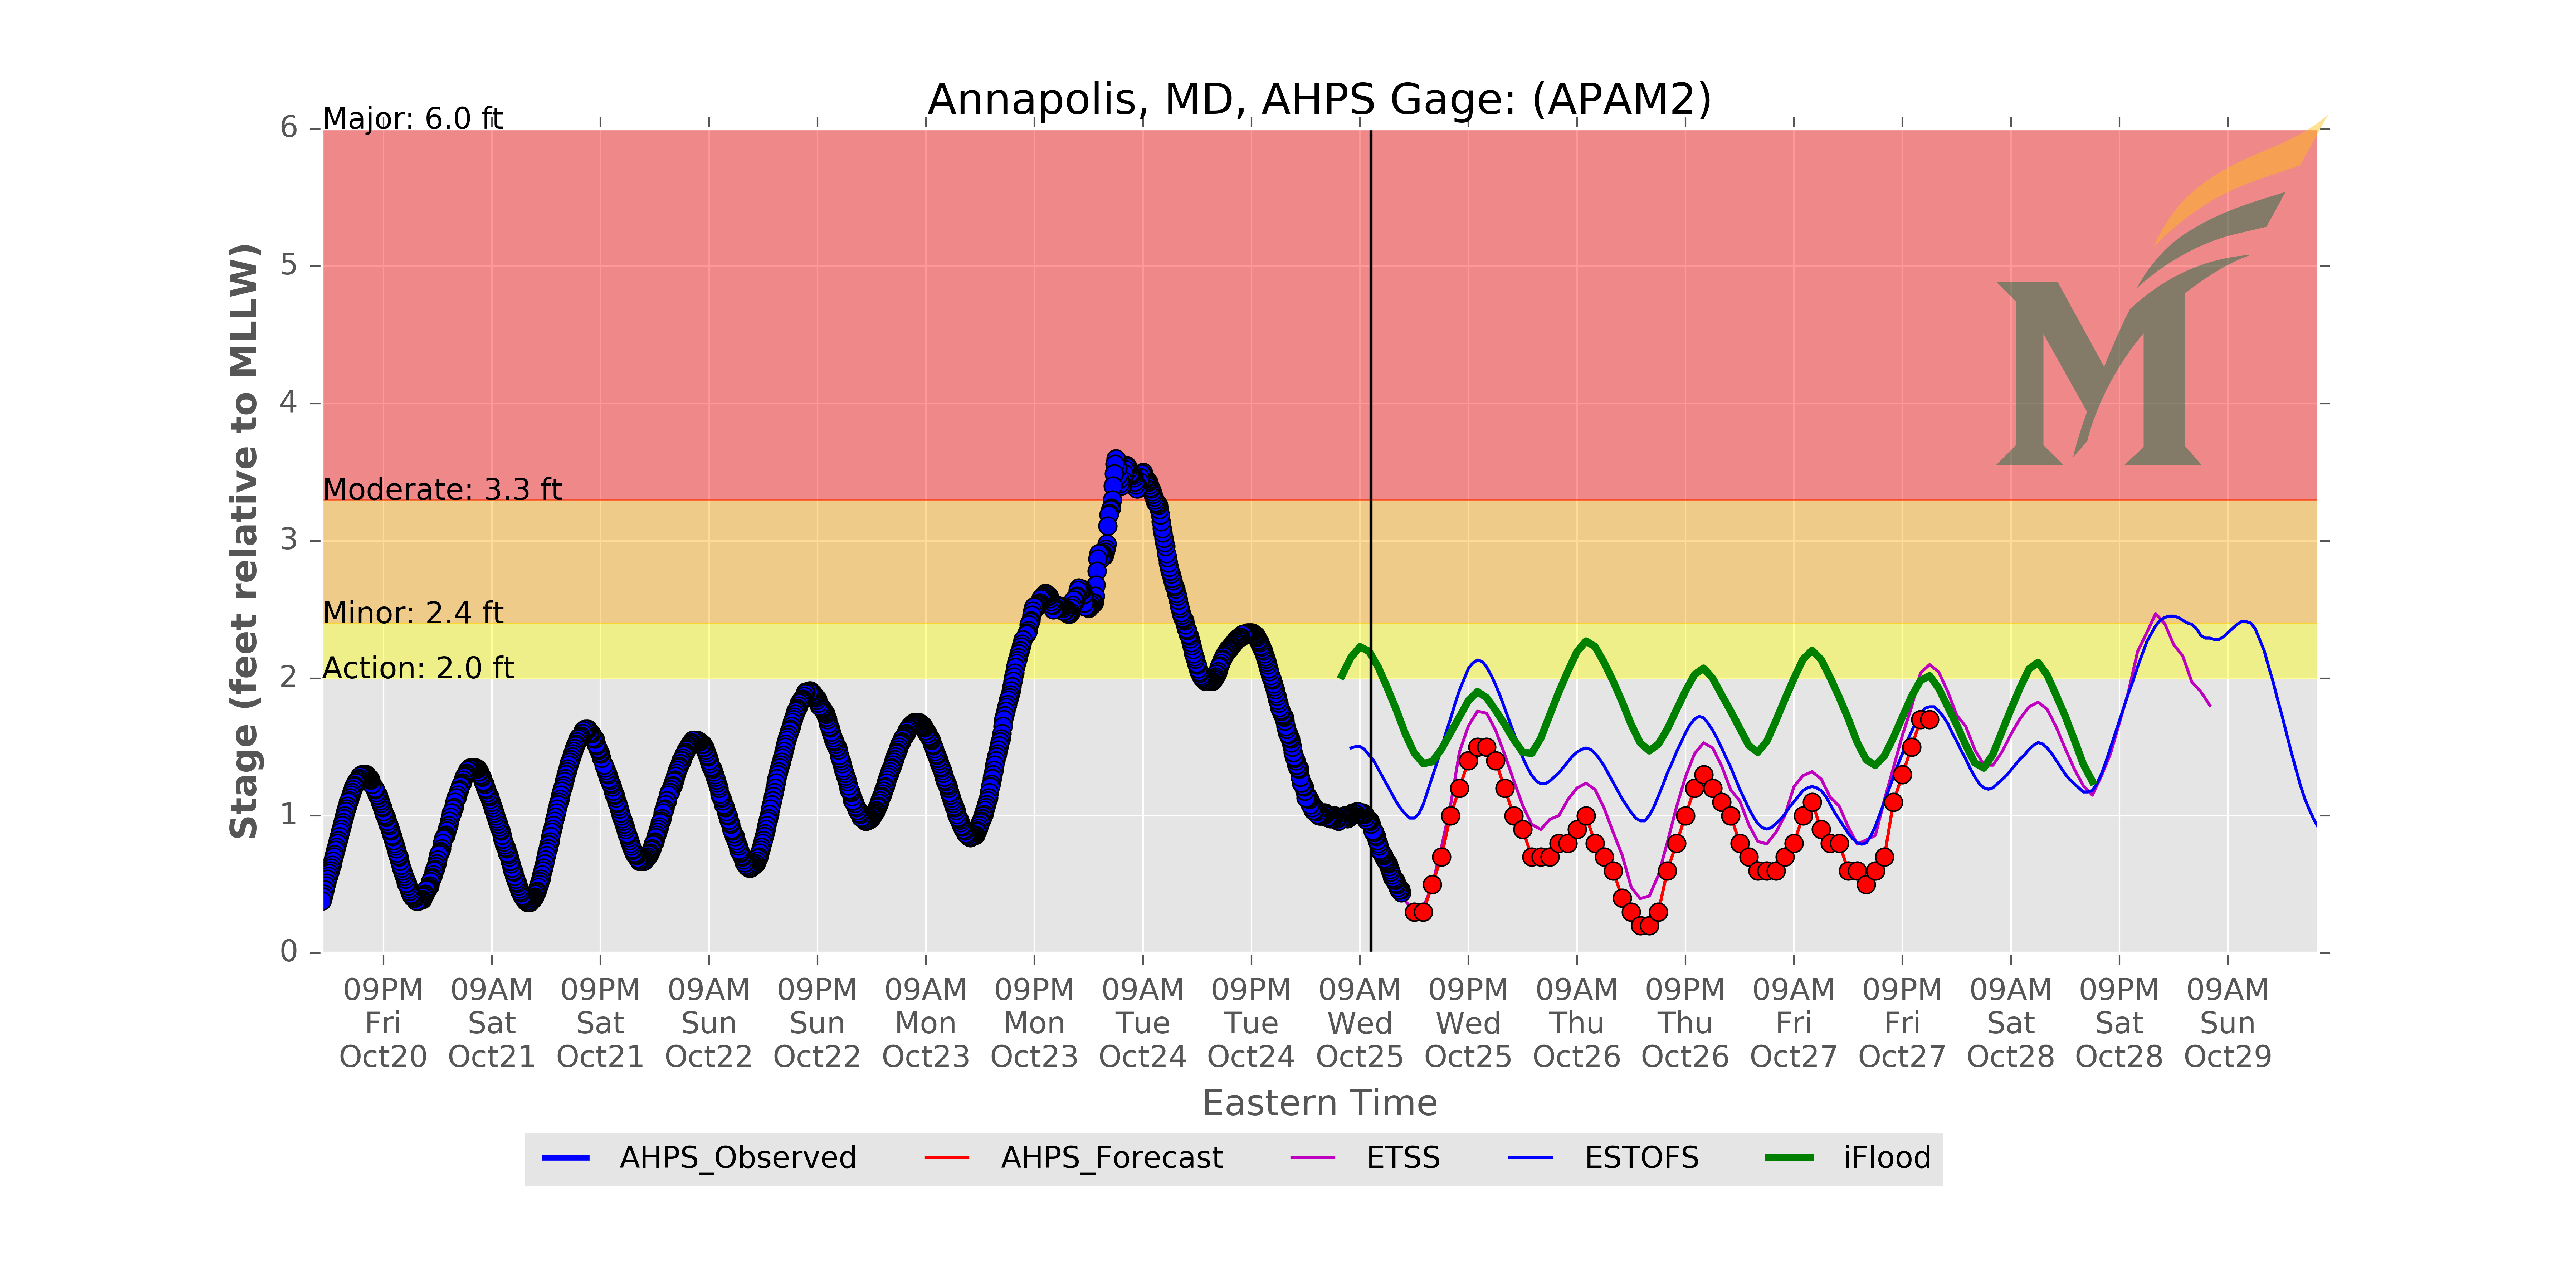 Annapolis, MD, AHPS Gage: (APAM2)
Major: 6.0 ft
Moderate: 3.3 ft
Minor: 2.4 ft
Action: 2.0 ft
Stage (feet relative to MLLW)
6
5
4
3
2
1
0
09PM 09AM 09PM 09AM 09PM 09AM 09PM 09AM 09PM 09AM 09PM 09AM 09PM 09AM 09PM 09AM 09PM 09AM
Fri Sat Sat Sun Sun Mon Mon Tue Tue Wed Wed Thu Thu Fri Fri Sat Sat Sun
Oct20 Oct21 Oct21 Oct22 Oct22 Oct23 Oct23 Oct24 Oct24 Oct25 Oct25 Oct26 Oct26 Oct27 Oct27 Oct28 Oct28 Oct29
Eastern Time
AHPS_Observed AHPS_Forecast ETSS ESTOFS iFlood